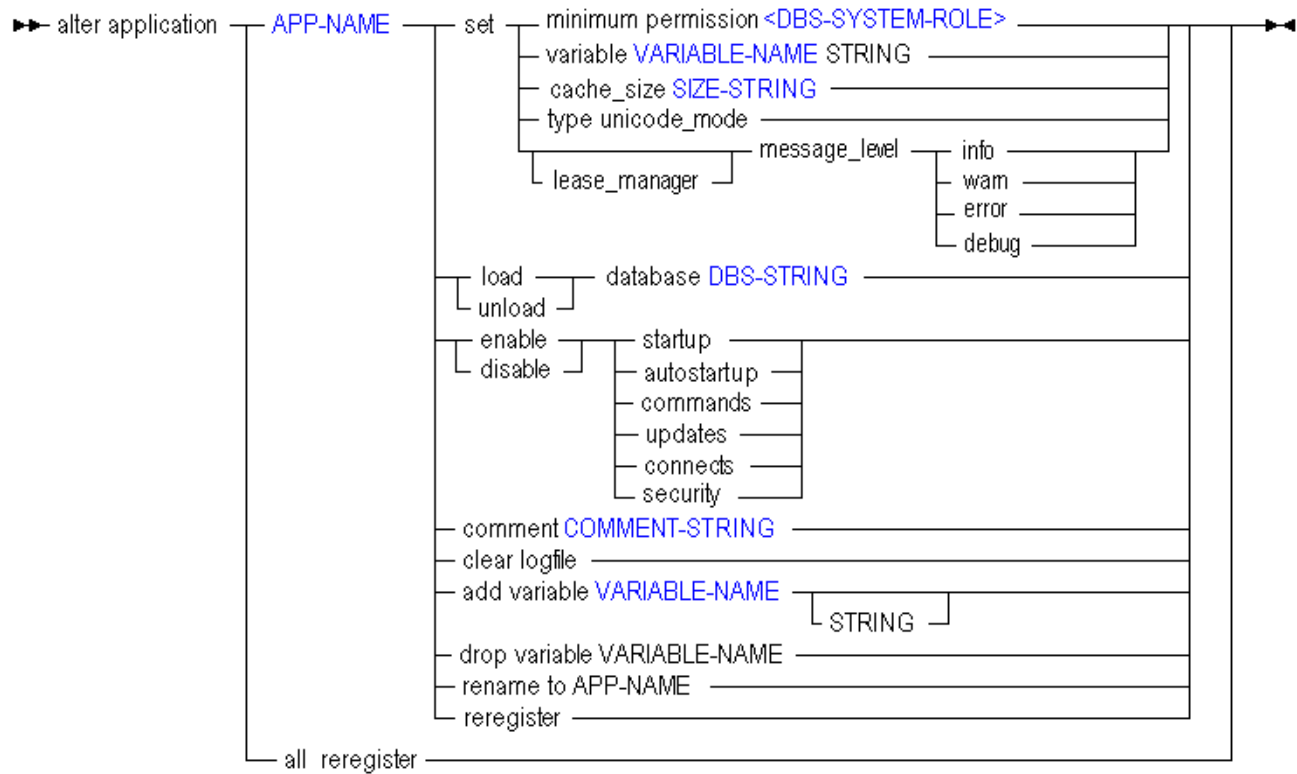 alter application APP-NAME set minimum permission <DBS-SYSTEM-ROLE>
variable VARIABLE-NAME STRING
cache_size SIZE-STRING
type unicode_mode
message_level info
lease_manager warn
error
debug
load database DBS-STRING
unload
enable startup
disable autostartup
commands
updates
connects
security
comment COMMENT-STRING
clear logfile
add variable VARIABLE-NAME
STRING
drop variable VARIABLE-NAME
rename to APP-NAME
reregister
all reregister